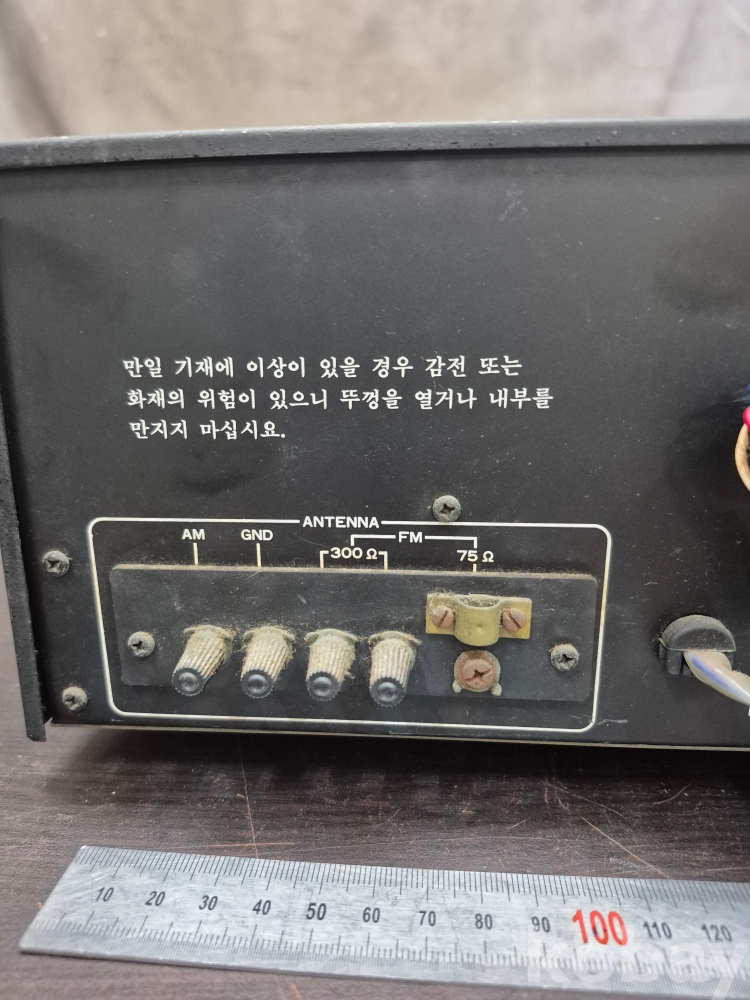 만일 기재에 이상이 있을 경우 감전 또는
화재의 위험이 있으니 뚜껑을 열거나 내부를
만지지 마십시요.
ANTENNA
AM GND 300 Ω FM 75 Ω
10 20 30 40 50 60 70 80 90 100 110 120
kobay